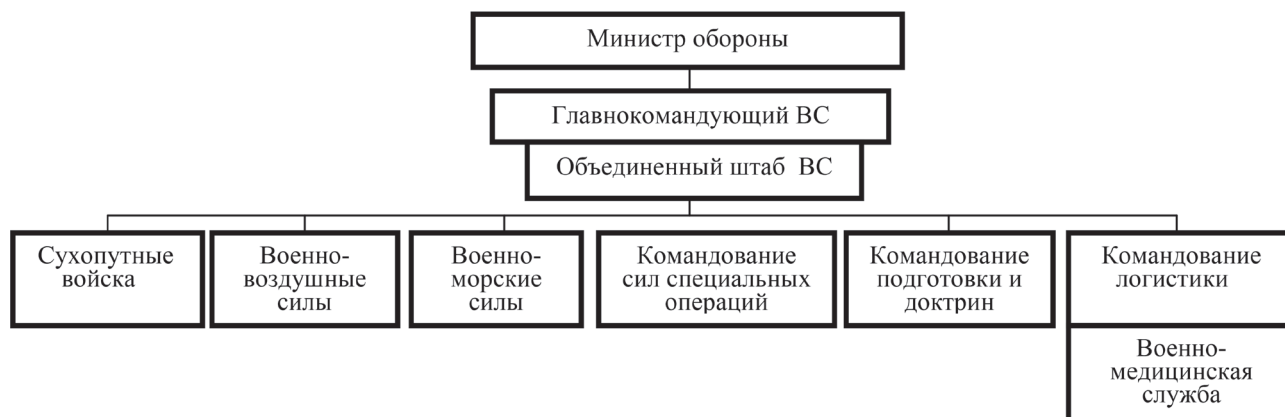 Министр обороны
Главнокомандующий ВС
Объединенный штаб ВС
Сухопутные
войска
Военно-
воздушные
силы
Военно-
морские
силы
Командование
сил специальных
операций
Командование
подготовки и
доктрин
Командование
логистики
Военно-
медицинская
служба